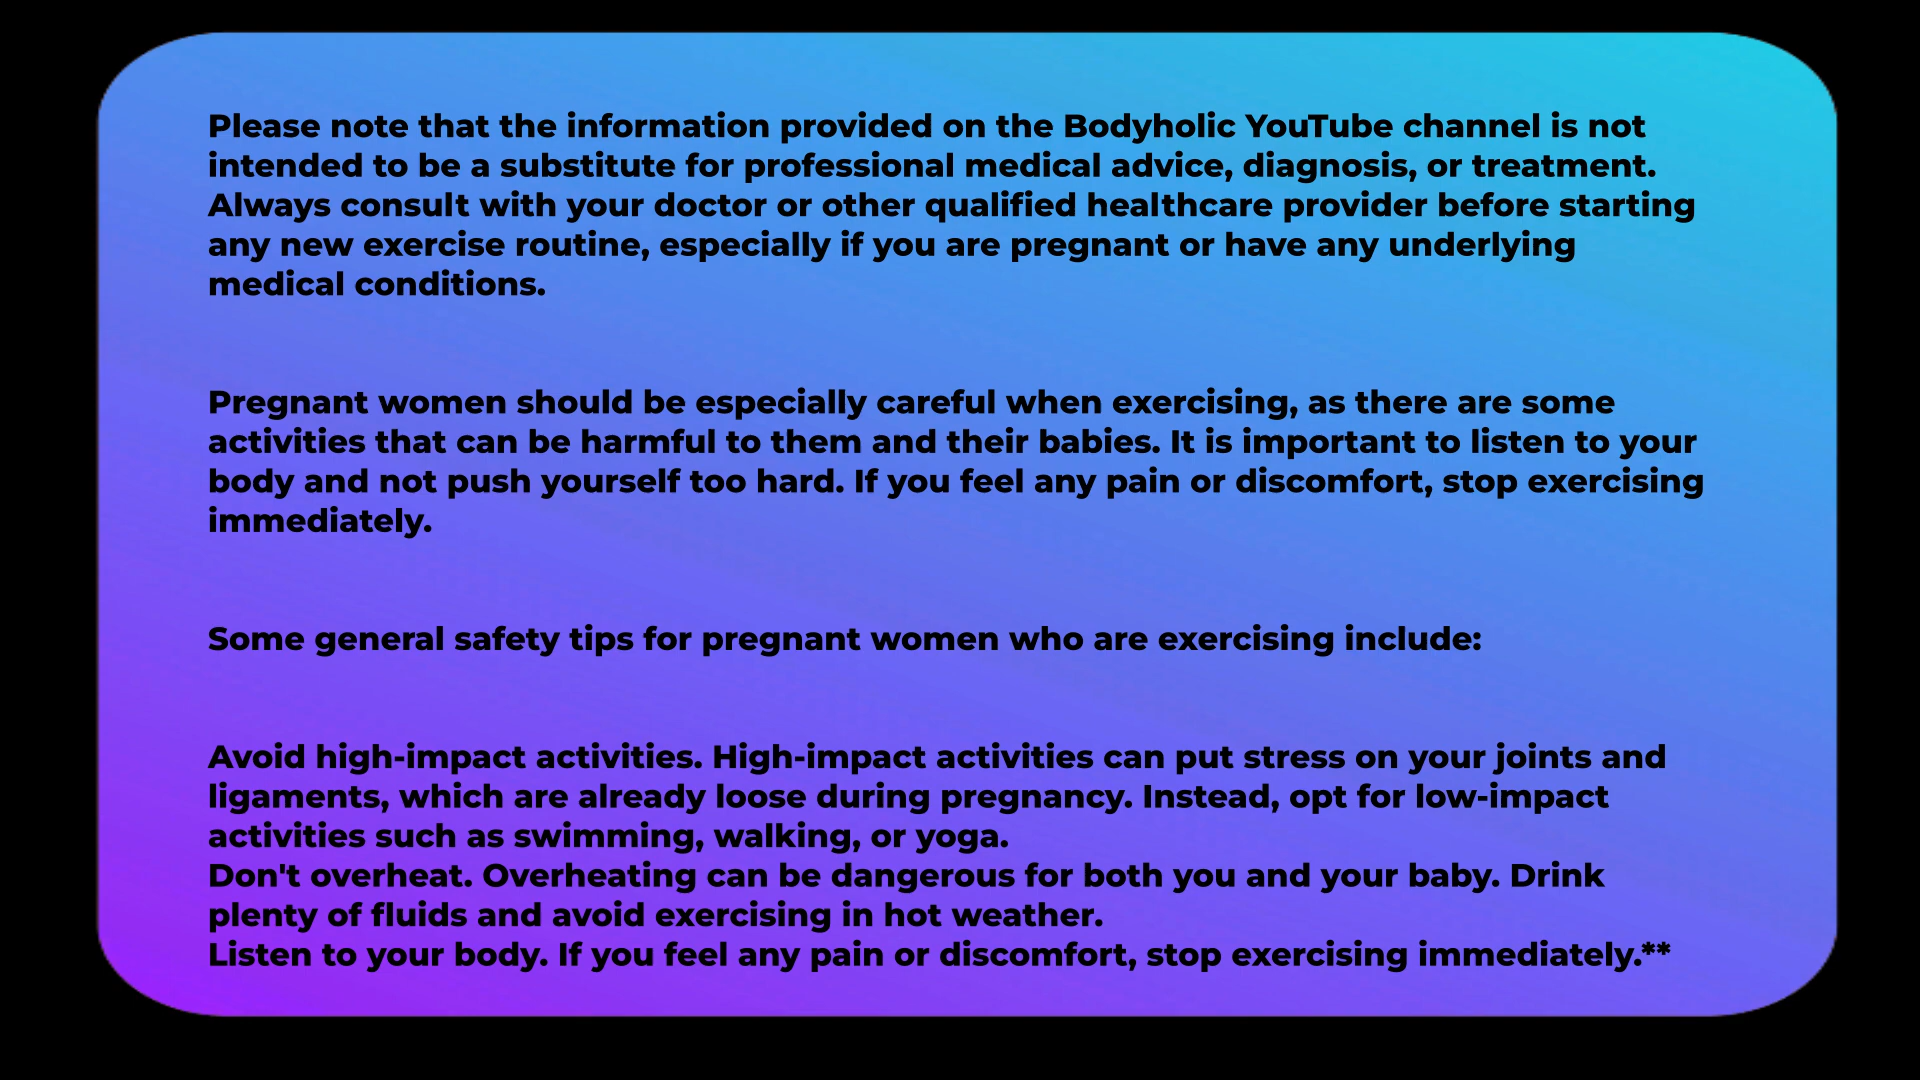 Please note that the information provided on the Bodyholic YouTube channel is not
intended to be a substitute for professional medical advice, diagnosis, or treatment.
Always consult with your doctor or other qualified healthcare provider before starting
any new exercise routine, especially if you are pregnant or have any underlying
medical conditions.
Pregnant women should be especially careful when exercising, as there are some
activities that can be harmful to them and their babies. It is important to listen to your
body and not push yourself too hard. If you feel any pain or discomfort, stop exercising
immediately.
Some general safety tips for pregnant women who are exercising include:
Avoid high-impact activities. High-impact activities can put stress on your joints and
ligaments, which are already loose during pregnancy. Instead, opt for low-impact
activities such as swimming, walking, or yoga.
Don't overheat. Overheating can be dangerous for both you and your baby. Drink
plenty of fluids and avoid exercising in hot weather.
Listen to your body. If you feel any pain or discomfort, stop exercising immediately.**